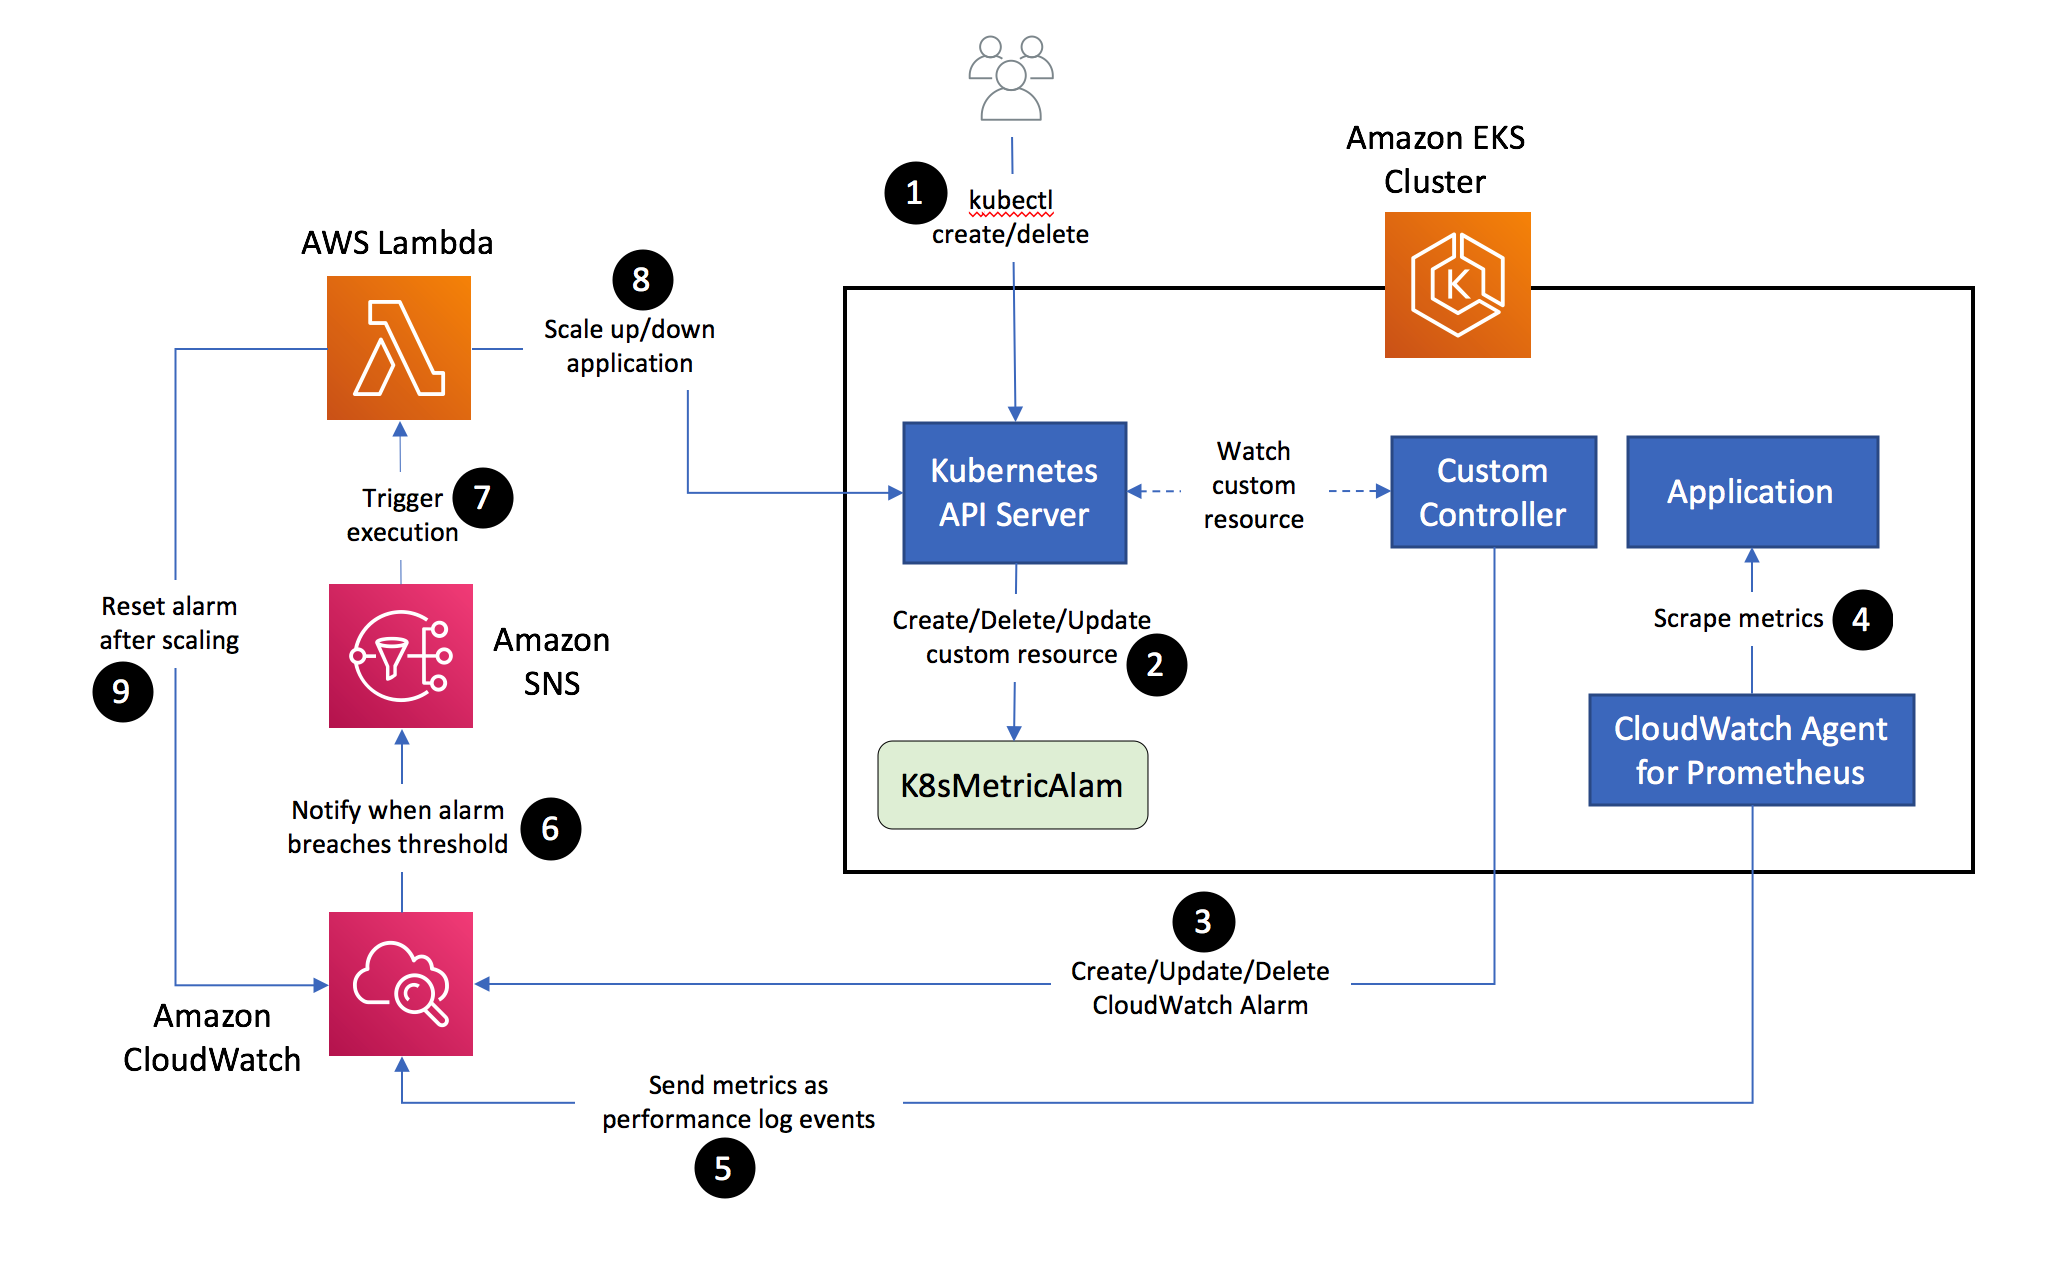 1
kubectl
create/delete
Amazon EKS
Cluster
K
AWS Lambda
8
Scale up/down
application
Kubernetes
API Server
Watch
custom
resource
Custom
Controller
Application
Trigger
execution
7
Create/Delete/Update
custom resource
2
Scrape metrics
4
Reset alarm
after scaling
9
Amazon
SNS
K8sMetricAlam
CloudWatch Agent
for Prometheus
Notify when alarm
breaches threshold
6
3
Create/Update/Delete
CloudWatch Alarm
Amazon
CloudWatch
Send metrics as
performance log events
5